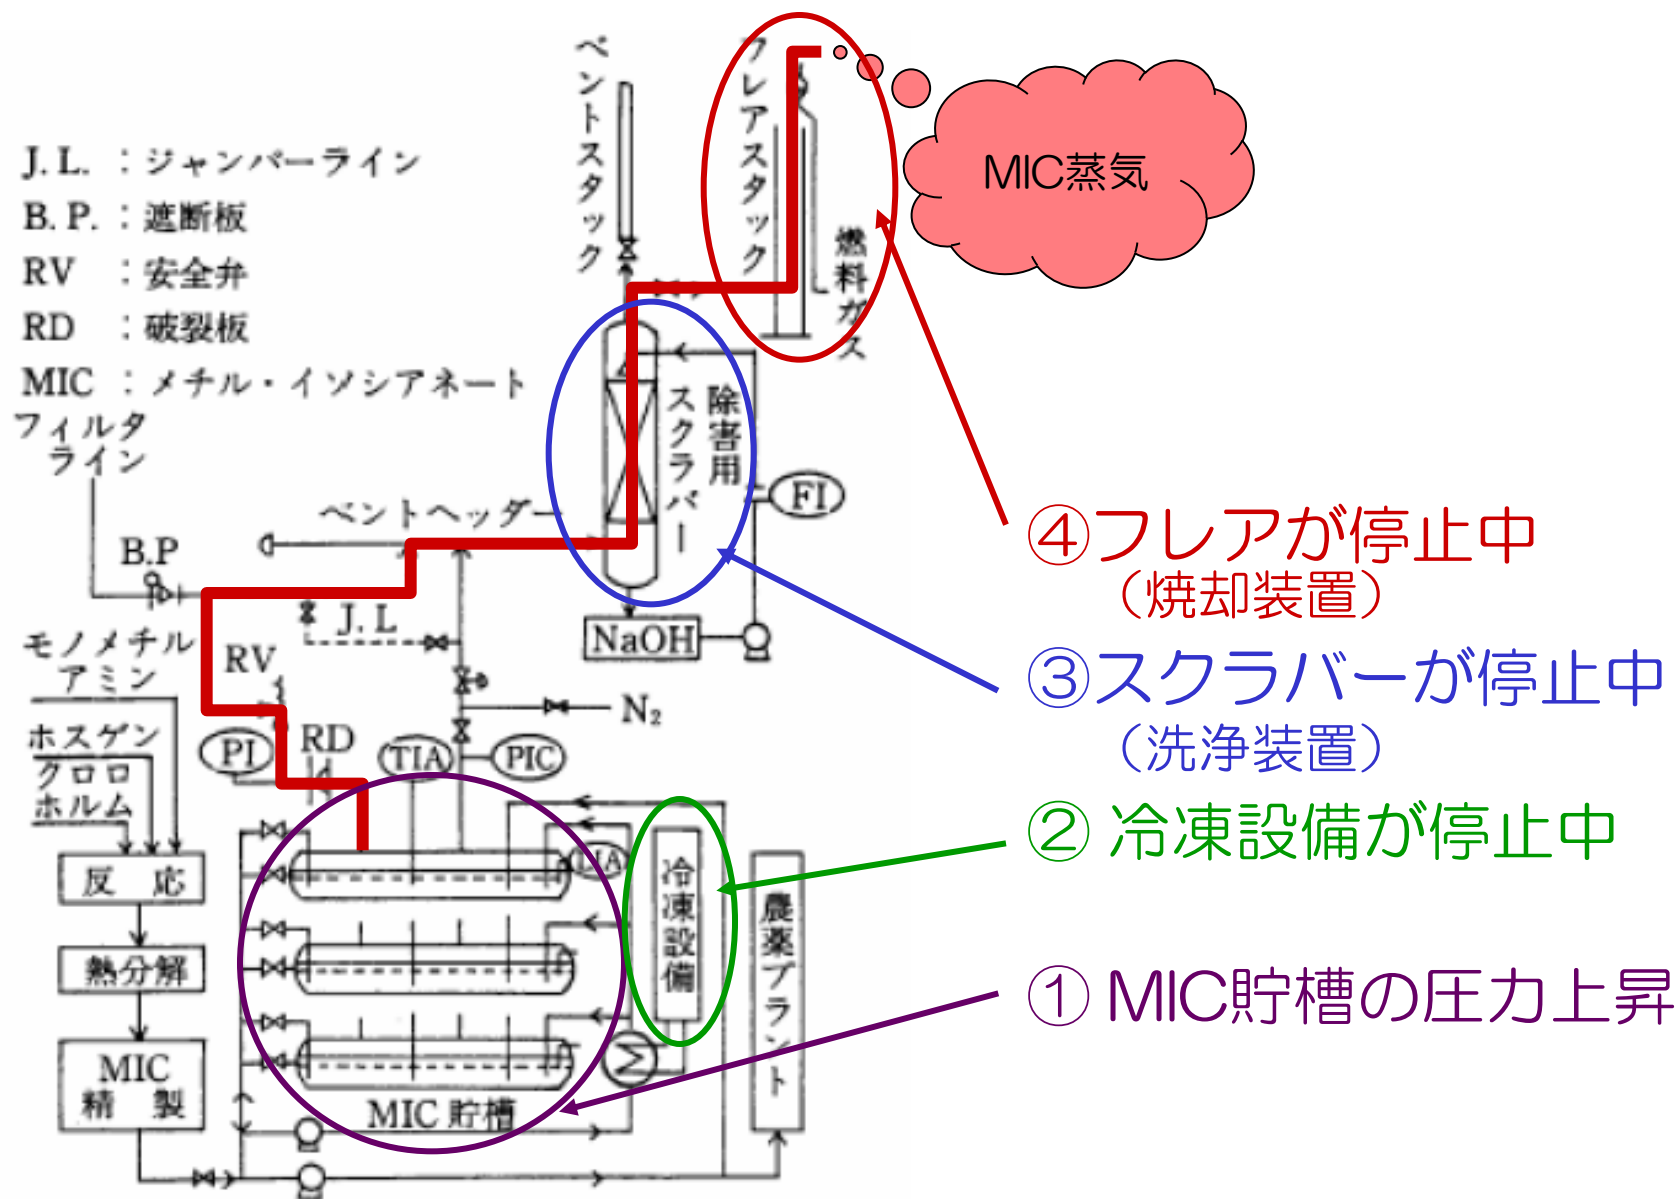 ベントスタック
フレアスタック
MIC蒸気
J. L. ：ジャンパーライン
B. P. ：遮断板
RV ：安全弁
RD ：破裂板
MIC ：メチル・イソシアネート
燃料ガス
フィルタ
ライン
除害用
スクラバー
ベントヘッダー
FI
B.P
④フレアが停止中
（焼却装置）
J. L
NaOH
モノメチル
アミン
RV
③スクラバーが停止中
（洗浄装置）
N₂
ホスゲン
PI
RD
TIA
PIC
クロロ
ホルム
② 冷凍設備が停止中
反 応
LIA
冷凍設備
農薬プラント
熱分解
① MIC貯槽の圧力上昇
MIC
精 製
MIC 貯槽